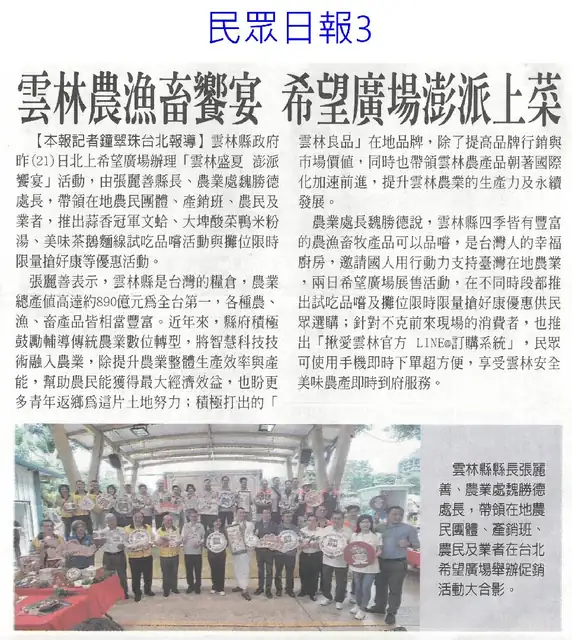 民眾日報3
雲林農漁畜饗宴 希望廣場澎派上菜
【本報記者鐘翠珠台北報導】雲林縣政府
昨(21)日北上希望廣場辦理「雲林盛夏 澎派
饗宴」活動，由張麗善縣長、農業處魏勝德
處長，帶領在地農民團體、產銷班、農民及
業者，推出蒜香冠軍文蛤、大埤酸菜鴨米粉
湯、美味茶鵝麵線試吃品嚐活動與攤位限時
限量搶好康等優惠活動。
張麗善表示，雲林縣是台灣的糧倉，農業
總產值高達約890億元為全台第一，各種農、
漁、畜產品皆相當豐富。近年來，縣府積極
鼓勵輔導傳統農業數位轉型，將智慧科技技
術融入農業，除提升農業整體生產效率與產
能，幫助農民能獲得最大經濟效益，也盼更
多青年返鄉為這片土地努力；積極打出的「
雲林良品」在地品牌，除了提高品牌行銷與
市場價值，同時也帶領雲林農產品朝著國際
化加速前進，提升雲林農業的生產力及永續
發展。
農業處長魏勝德說，雲林縣四季皆有豐富
的農漁畜牧產品可以品嚐，是台灣人的幸福
廚房，邀請國人用行動力支持臺灣在地農業
，兩日希望廣場展售活動，在不同時段都推
出試吃品嚐及攤位限時限量搶好康優惠供民
眾選購；針對不克前來現場的消費者，也推
出「揪愛雲林官方 LINE@訂購系統」，民眾
可使用手機即時下單超方便，享受雲林安全
美味農產即時到府服務。
雲林縣縣長張麗
善、農業處魏勝德
處長，帶領在地農
民團體、產銷班、
農民及業者在台北
希望廣場舉辦促銷
活動大合影。